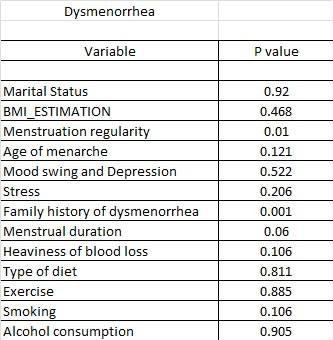 Dysmenorrhea
Variable P value
Marital Status 0.92
BMI_ESTIMATION 0.468
Menstruation regularity 0.01
Age of menarche 0.121
Mood swing and Depression 0.522
Stress 0.206
Family history of dysmenorrhea 0.001
Menstrual duration 0.06
Heaviness of blood loss 0.106
Type of diet 0.811
Exercise 0.885
Smoking 0.106
Alcohol consumption 0.905